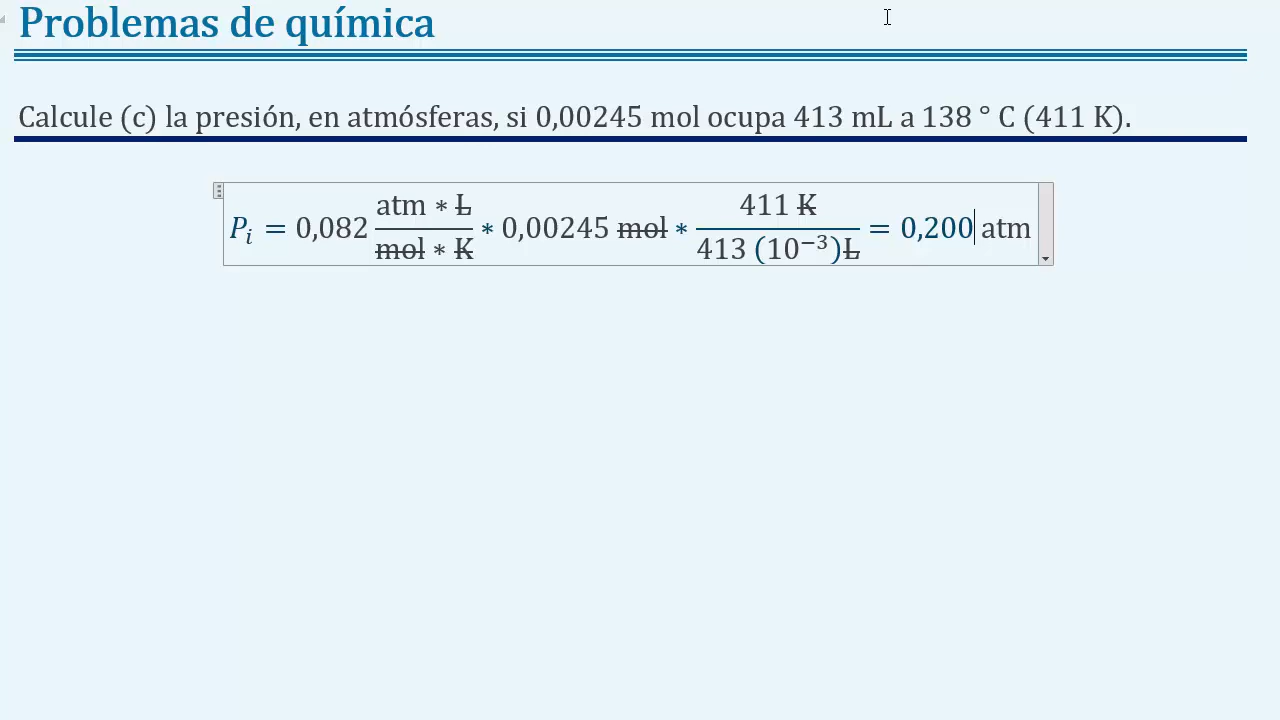 Problemas de química
Calcule (c) la presión, en atmósferas, si 0,00245 mol ocupa 413 mL a 138 ° C (411 K).
P_i = 0,082 (atm * L)/(mol * K) * 0,00245 mol * (411 K)/(413 (10⁻³)L) = 0,200 atm